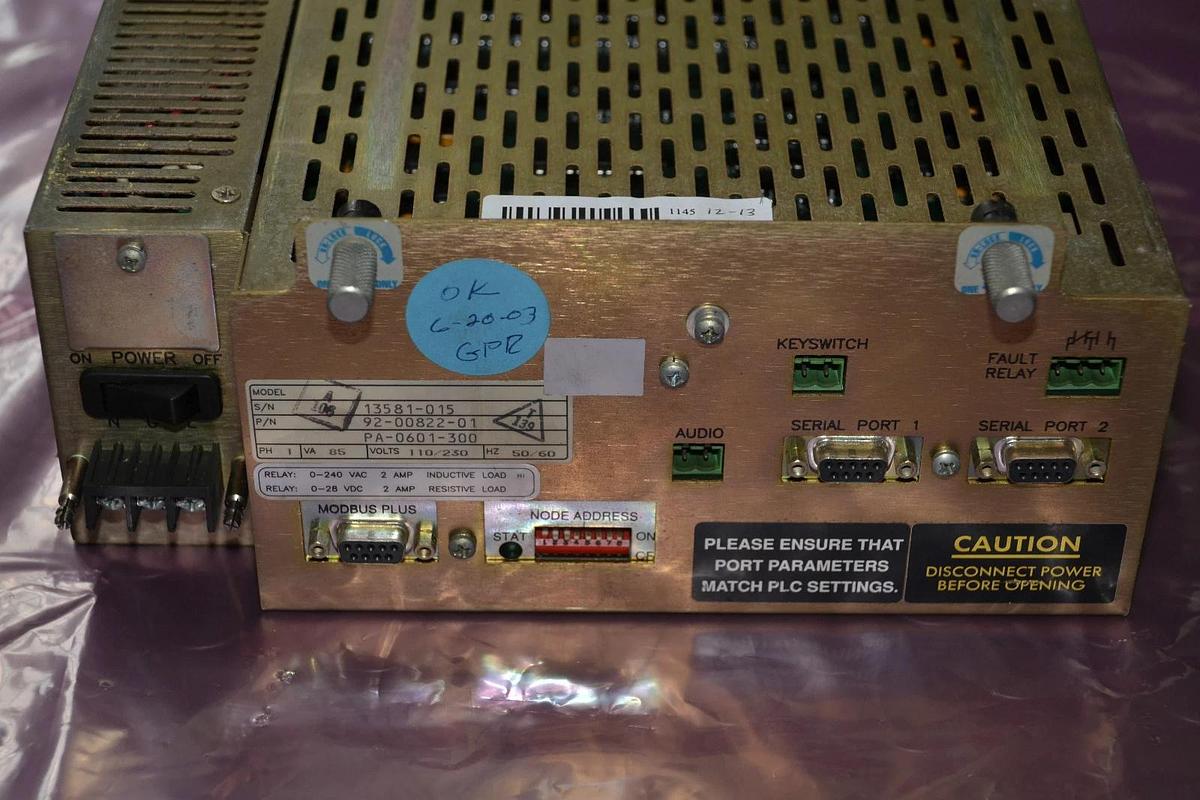 1145 12-13
OK
6-20-03
GPR
ON POWER OFF
N G L
MODEL
S/N 13581-015
P/N 92-00822-01
PA-0601-300
PH 1 VA 85 VOLTS 110/230 HZ 50/60
A
108
139
RELAY: 0-240 VAC 2 AMP INDUCTIVE LOAD
RELAY: 0-28 VDC 2 AMP RESISTIVE LOAD
MODBUS PLUS
NODE ADDRESS
STAT
ON
KEYSWITCH
FAULT
RELAY
AUDIO
SERIAL PORT 1
SERIAL PORT 2
PLEASE ENSURE THAT
PORT PARAMETERS
MATCH PLC SETTINGS.
CAUTION
DISCONNECT POWER
BEFORE OPENING